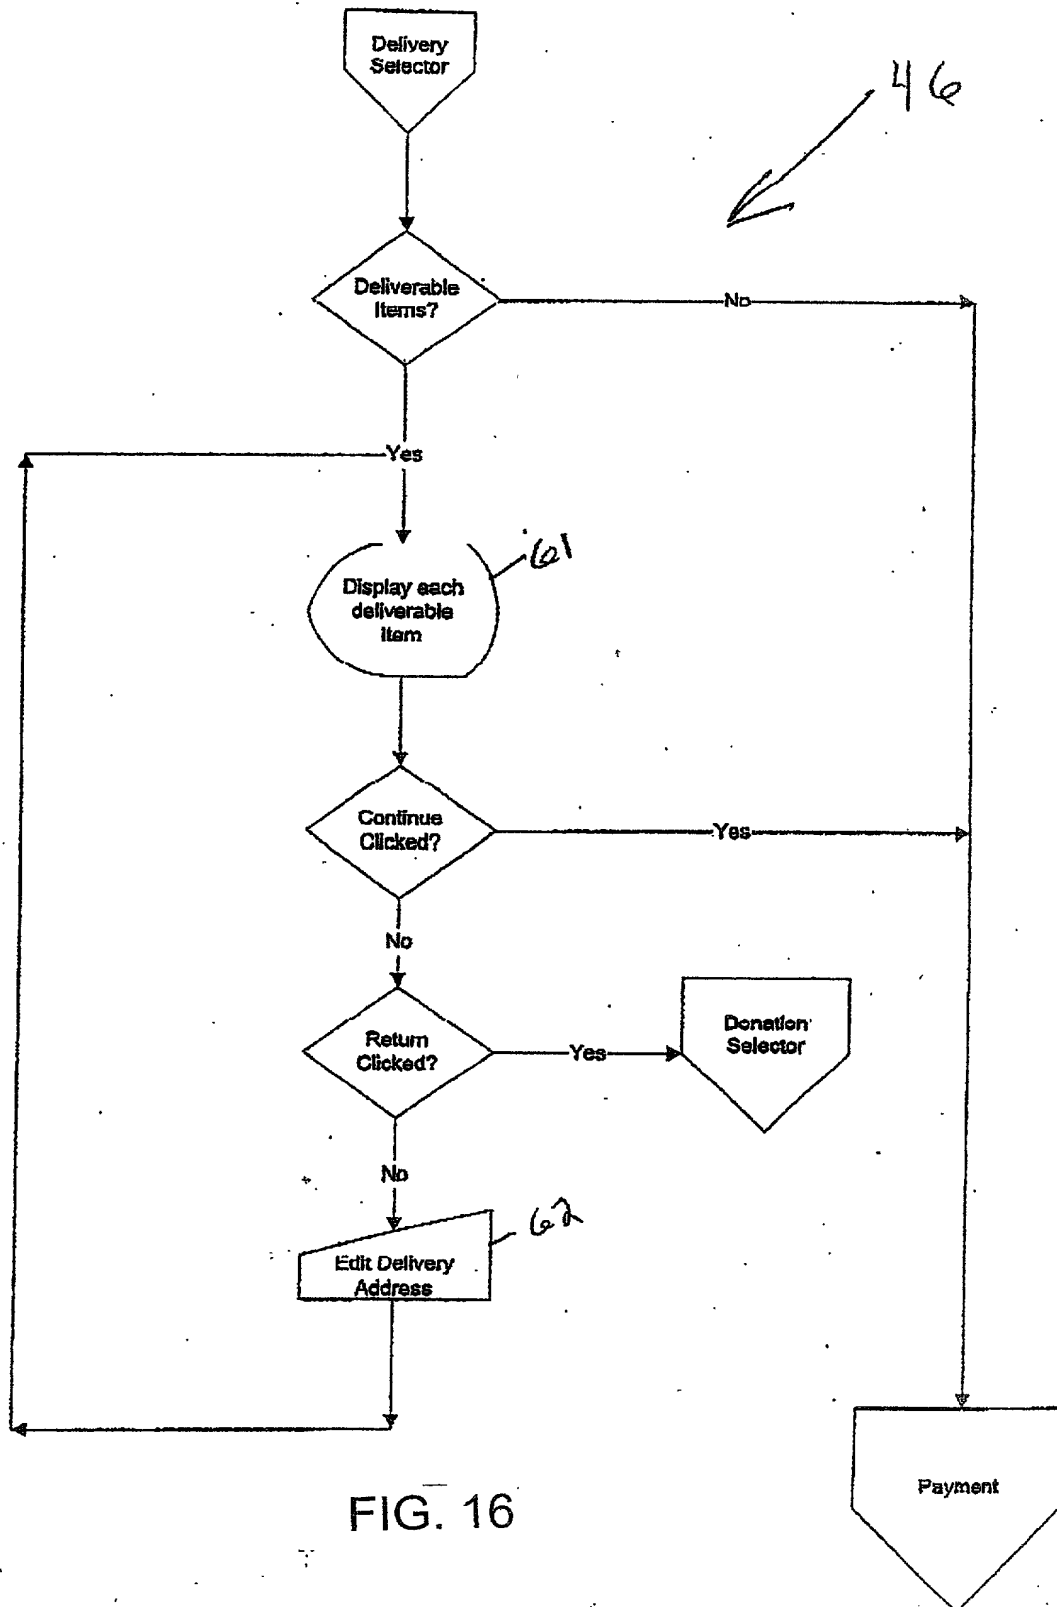 Delivery
Selector
46
Deliverable
Items?
No
Yes
61
Display each
deliverable
Item
Continue
Clicked?
Yes
No
Return
Clicked?
Yes
Donation
Selector
No
62
Edit Delivery
Address
Payment
FIG. 16